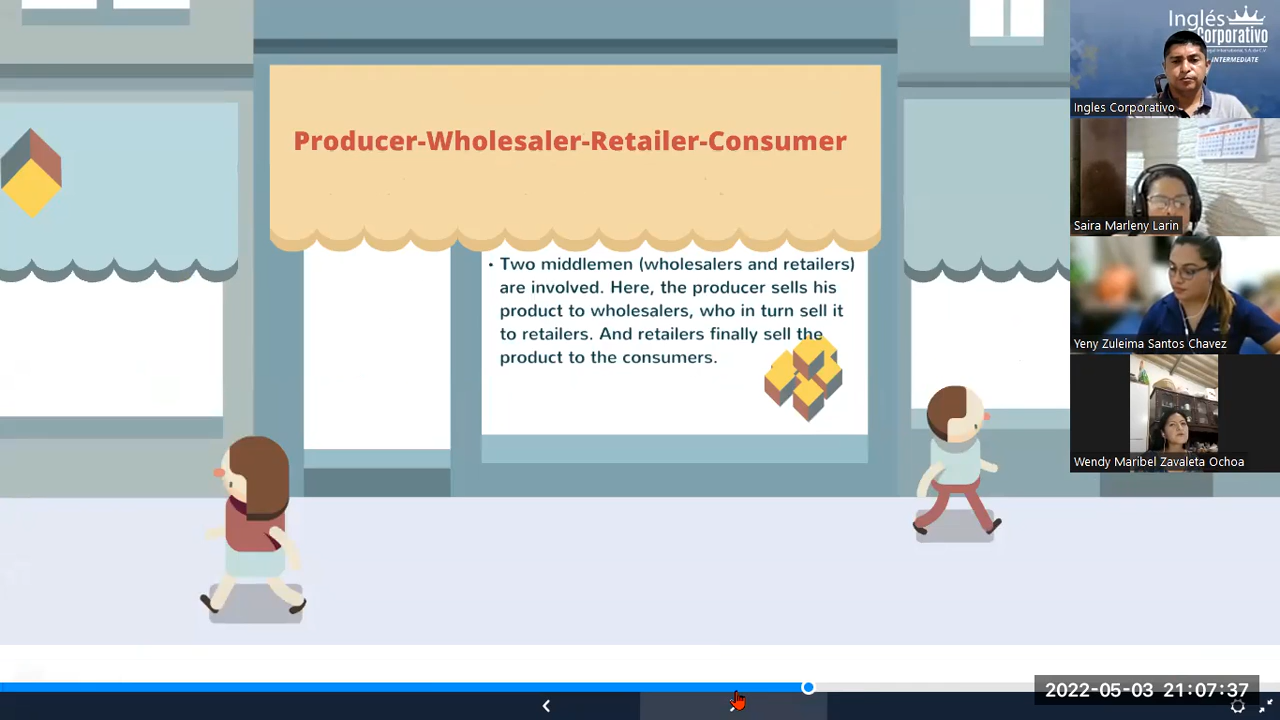 Producer-Wholesaler-Retailer-Consumer
• Two middlemen (wholesalers and retailers)
are involved. Here, the producer sells his
product to wholesalers, who in turn sell it
to retailers. And retailers finally sell the
product to the consumers.
Inglés
Corporativo
INTERMEDIATE
Ingles Corporativo
Saira Marleny Larin
Yeny Zuleima Santos Chavez
Wendy Maribel Zavaleta Ochoa
2022-05-03 21:07:37